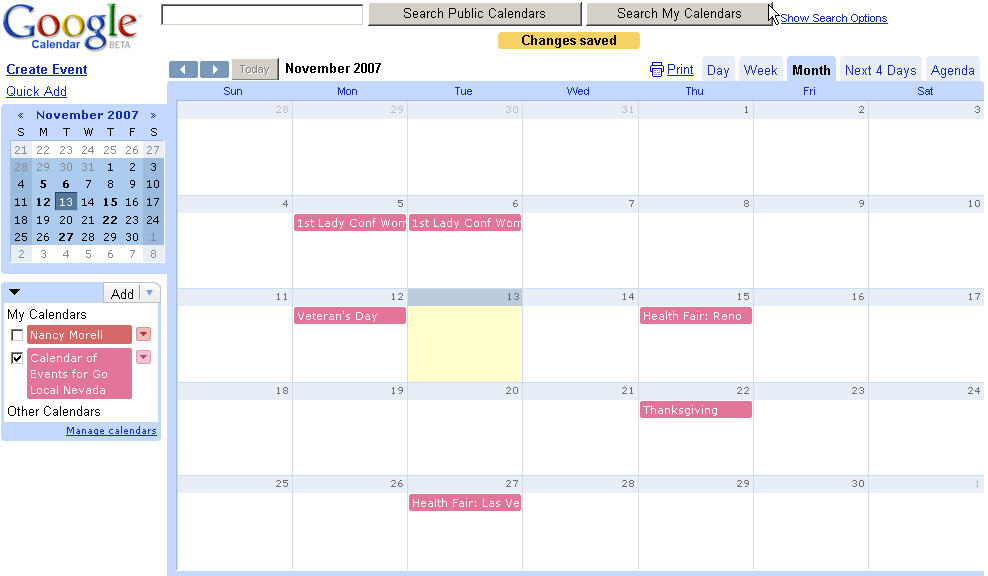 Google
Calendar BETA
Search Public Calendars
Search My Calendars
Show Search Options
Changes saved
Create Event
Quick Add
Today
November 2007
Print
Day
Week
Month
Next 4 Days
Agenda
« November 2007 »
S M T W T F S
21 22 23 24 25 26 27
28 29 30 31 1 2 3
4 5 6 7 8 9 10
11 12 13 14 15 16 17
18 19 20 21 22 23 24
25 26 27 28 29 30 1
2 3 4 5 6 7 8
Add
My Calendars
Nancy Morell
Calendar of
Events for Go
Local Nevada
Other Calendars
Manage calendars
Sun Mon Tue Wed Thu Fri Sat
28 29 30 31 1 2 3
4 5 6 7 8 9 10
1st Lady Conf Wom 1st Lady Conf Wom
11 12 13 14 15 16 17
Veteran's Day Health Fair: Reno
18 19 20 21 22 23 24
Thanksgiving
25 26 27 28 29 30 1
Health Fair: Las Ve